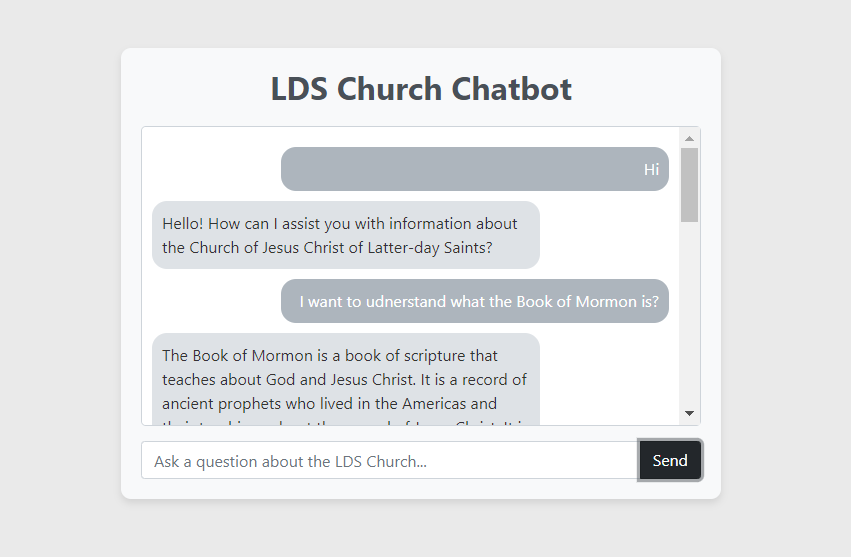 LDS Church Chatbot
Hi
Hello! How can I assist you with information about
the Church of Jesus Christ of Latter-day Saints?
I want to udnerstand what the Book of Mormon is?
The Book of Mormon is a book of scripture that
teaches about God and Jesus Christ. It is a record of
ancient prophets who lived in the Americas and
Ask a question about the LDS Church...
Send